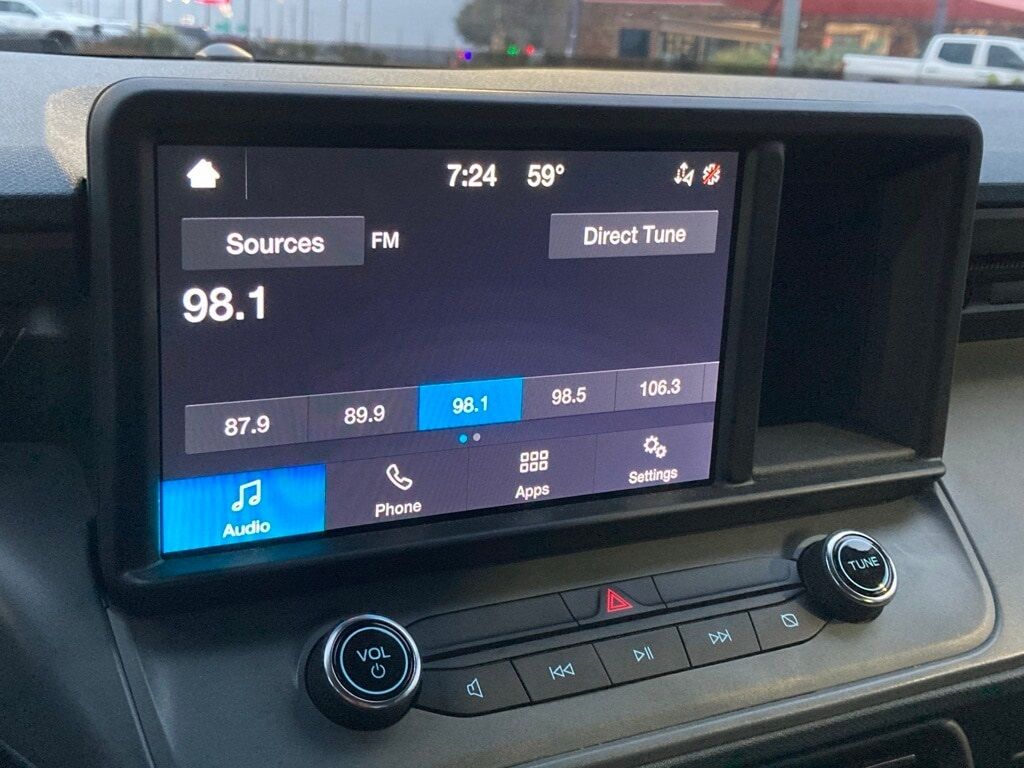 7:24 59°
Sources FM Direct Tune
98.1
87.9 89.9 98.1 98.5 106.3
Audio Phone Apps Settings
TUNE
VOL